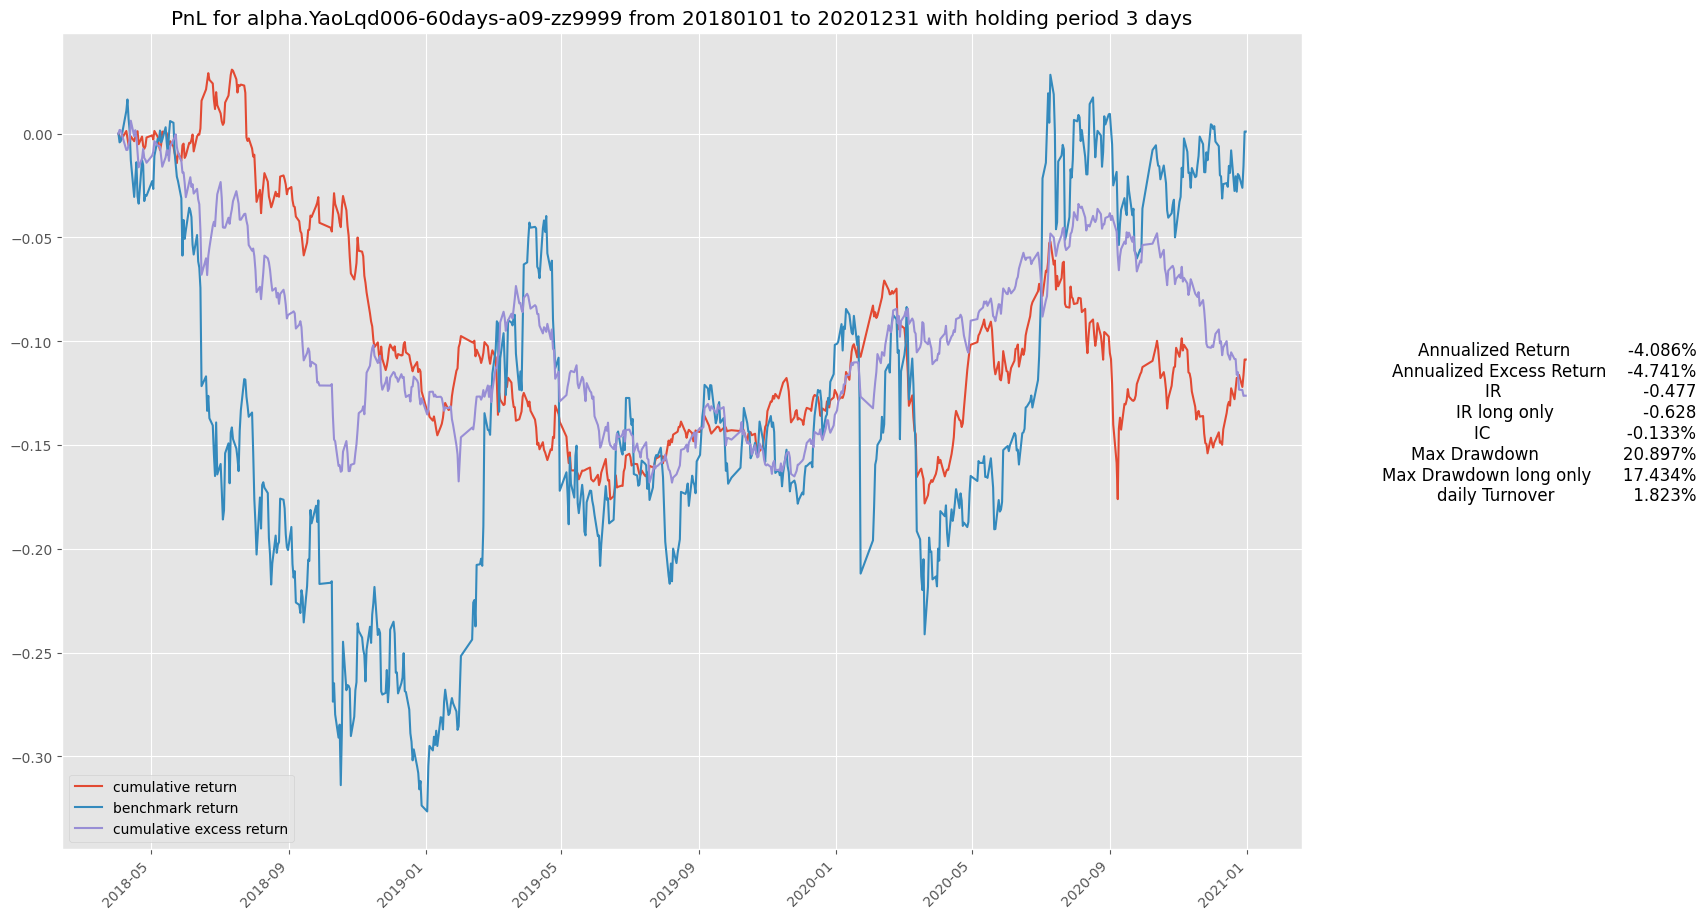 PnL for alpha.YaoLqd006-60days-a09-zz9999 from 20180101 to 20201231 with holding period 3 days
0.00
−0.05
−0.10
−0.15
−0.20
−0.25
−0.30
Annualized Return -4.086%
Annualized Excess Return -4.741%
IR -0.477
IR long only -0.628
IC -0.133%
Max Drawdown 20.897%
Max Drawdown long only 17.434%
daily Turnover 1.823%
cumulative return
benchmark return
cumulative excess return
2018-05
2018-09
2019-01
2019-05
2019-09
2020-01
2020-05
2020-09
2021-01